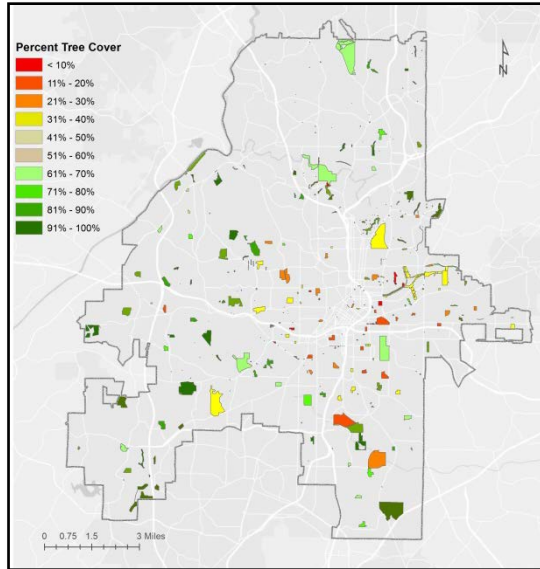 Percent Tree Cover
< 10%
11% - 20%
21% - 30%
31% - 40%
41% - 50%
51% - 60%
61% - 70%
71% - 80%
81% - 90%
91% - 100%
N
0 0.75 1.5 3 Miles